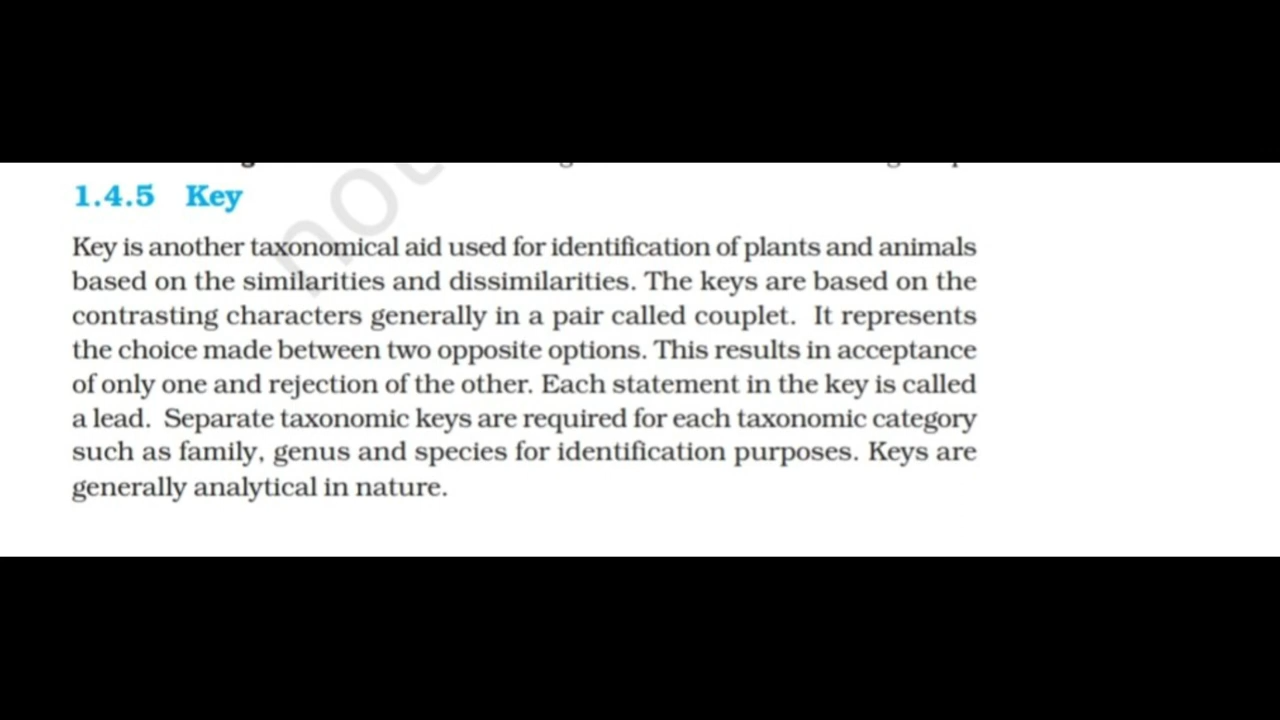 1.4.5 Key
Key is another taxonomical aid used for identification of plants and animals
based on the similarities and dissimilarities. The keys are based on the
contrasting characters generally in a pair called couplet. It represents
the choice made between two opposite options. This results in acceptance
of only one and rejection of the other. Each statement in the key is called
a lead. Separate taxonomic keys are required for each taxonomic category
such as family, genus and species for identification purposes. Keys are
generally analytical in nature.
not